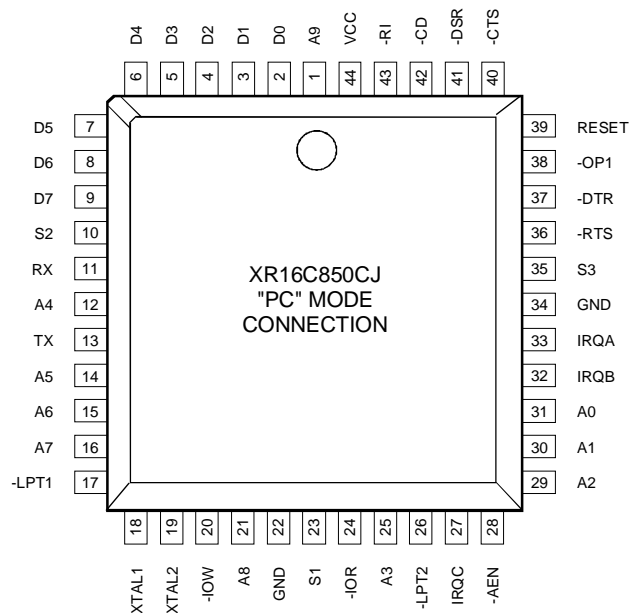 D4 D3 D2 D1 D0 A9 VCC -RI -CD -DSR -CTS
6 5 4 3 2 1 44 43 42 41 40
D5 7 39 RESET
D6 8 38 -OP1
D7 9 37 -DTR
S2 10 36 -RTS
RX 11 35 S3
A4 12 34 GND
TX 13 33 IRQA
A5 14 32 IRQB
A6 15 31 A0
A7 16 30 A1
-LPT1 17 29 A2
XR16C850CJ
"PC" MODE
CONNECTION
18 19 20 21 22 23 24 25 26 27 28
XTAL1 XTAL2 -IOW A8 GND S1 -IOR A3 -LPT2 IRQC -AEN